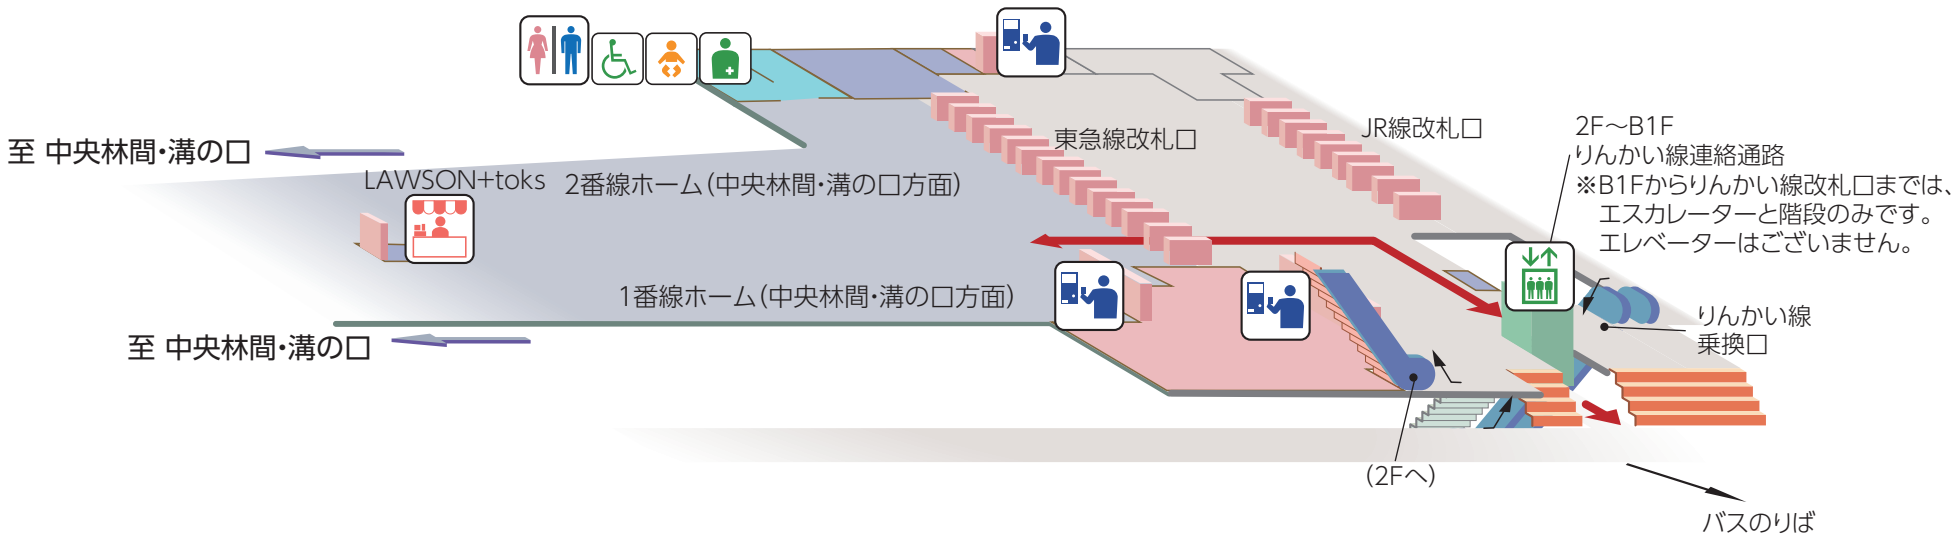 東急線改札口
JR線改札口
2F～B1F
りんかい線連絡通路
※B1Fからりんかい線改札口までは、
エスカレーターと階段のみです。
エレベーターはございません。
至 中央林間・溝の口
LAWSON+toks
2番線ホーム(中央林間・溝の口方面)
1番線ホーム(中央林間・溝の口方面)
りんかい線
乗換口
至 中央林間・溝の口
(2Fへ)
バスのりば